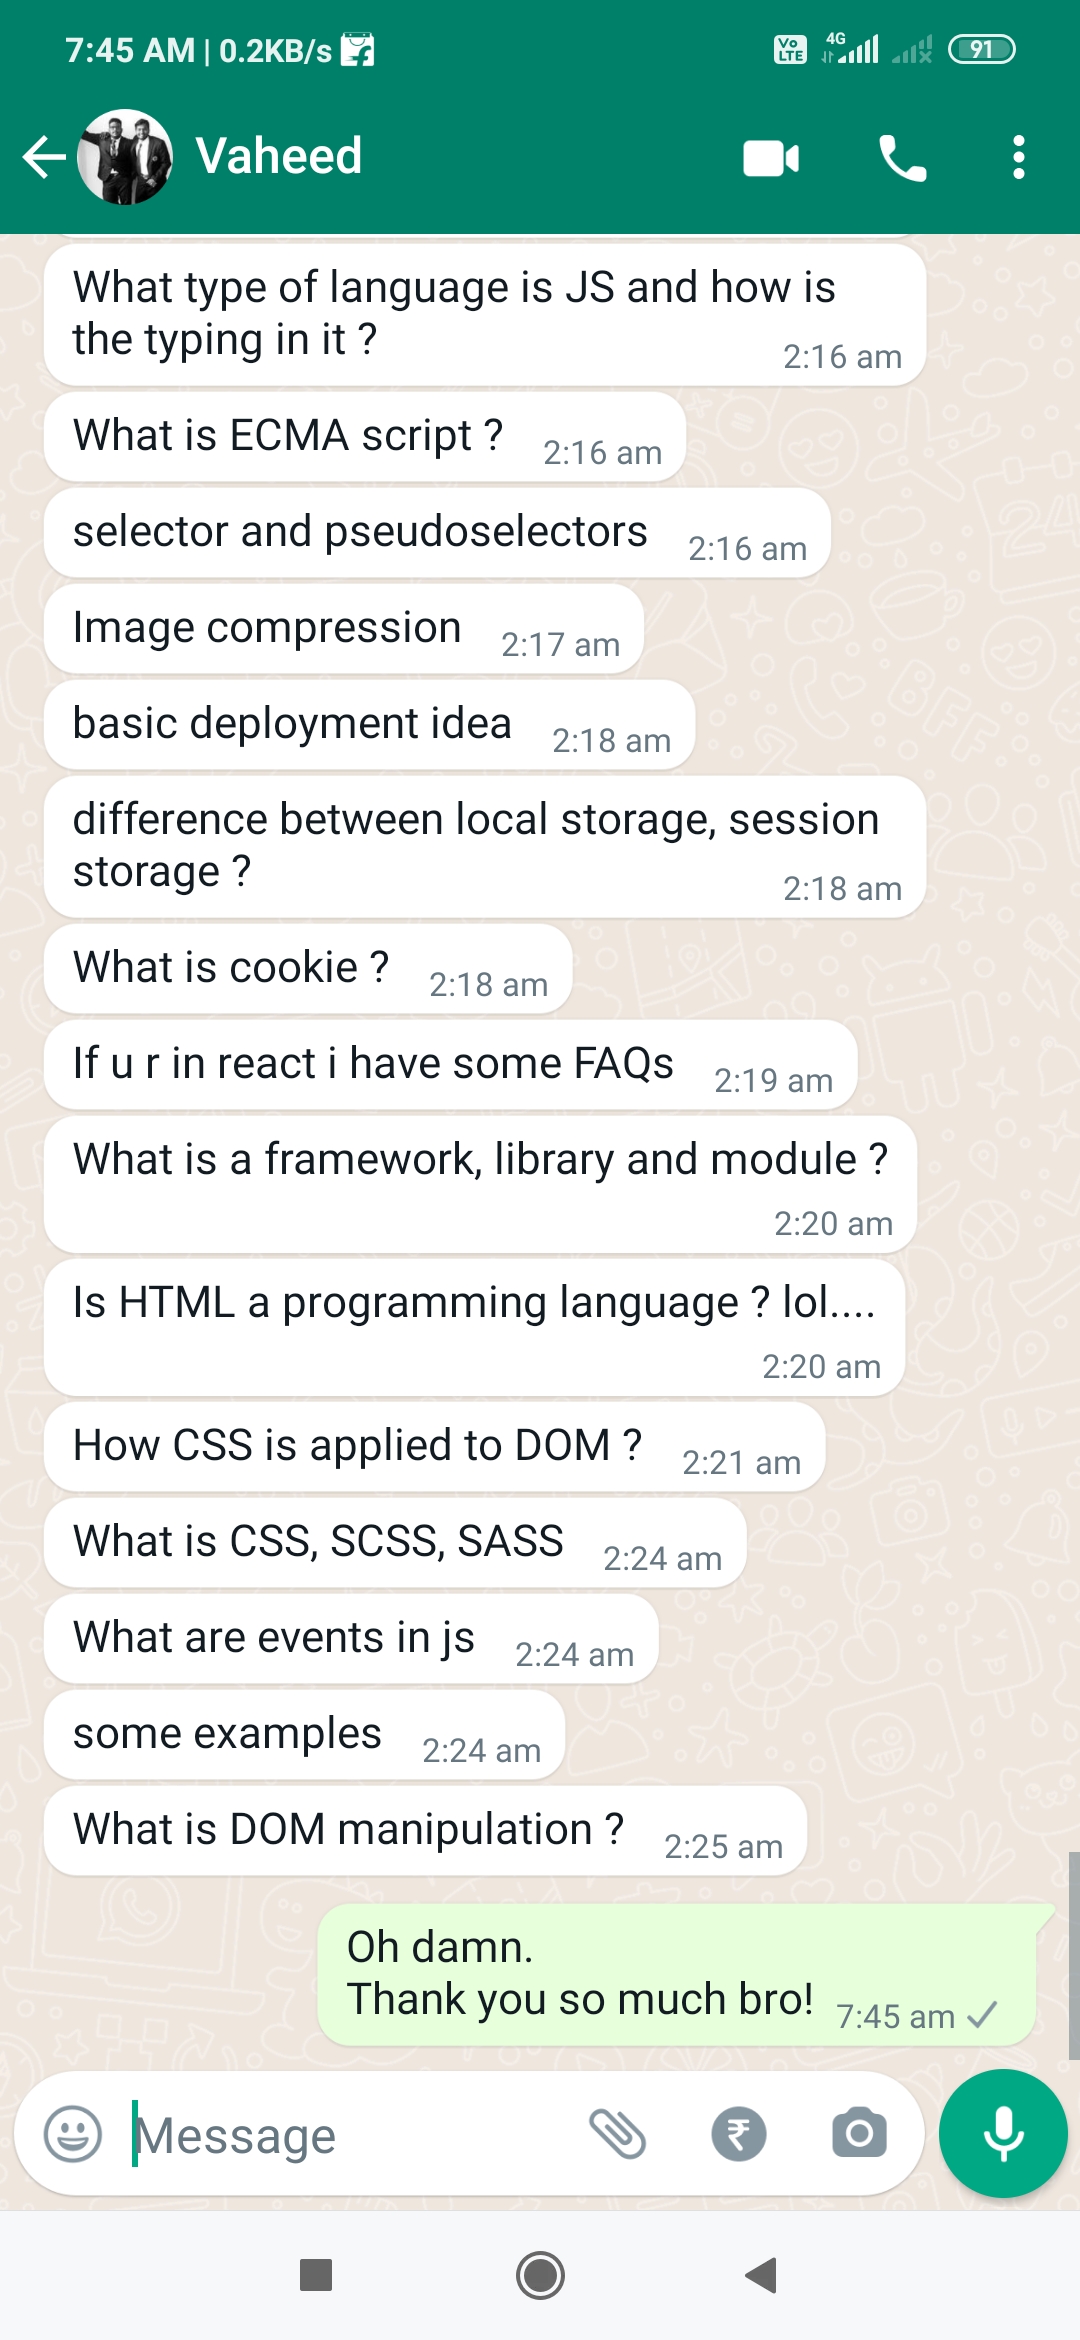 7:45 AM | 0.2KB/s
Vo LTE 4G 91
Vaheed
What type of language is JS and how is
the typing in it ?
2:16 am
What is ECMA script ? 2:16 am
selector and pseudoselectors 2:16 am
Image compression 2:17 am
basic deployment idea 2:18 am
difference between local storage, session
storage ?
2:18 am
What is cookie ? 2:18 am
If u r in react i have some FAQs 2:19 am
What is a framework, library and module ?
2:20 am
Is HTML a programming language ? lol....
2:20 am
How CSS is applied to DOM ? 2:21 am
What is CSS, SCSS, SASS 2:24 am
What are events in js 2:24 am
some examples 2:24 am
What is DOM manipulation ? 2:25 am
Oh damn.
Thank you so much bro! 7:45 am
Message ₹